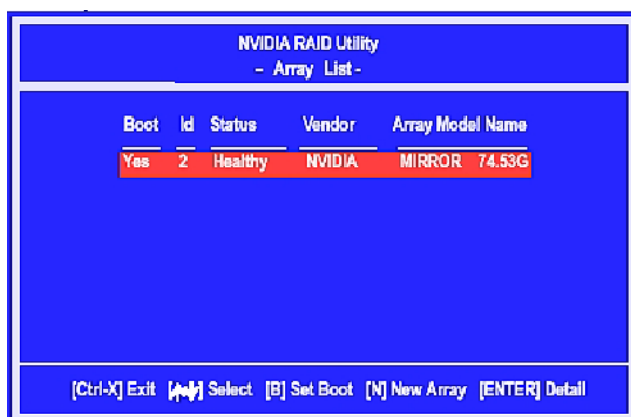 NVIDIA RAID Utility
- Array List -
Boot Id Status Vendor Array Model Name
Yes 2 Healthy NVIDIA MIRROR 74.53G
[Ctrl-X] Exit [↑↓] Select [B] Set Boot [N] New Array [ENTER] Detail